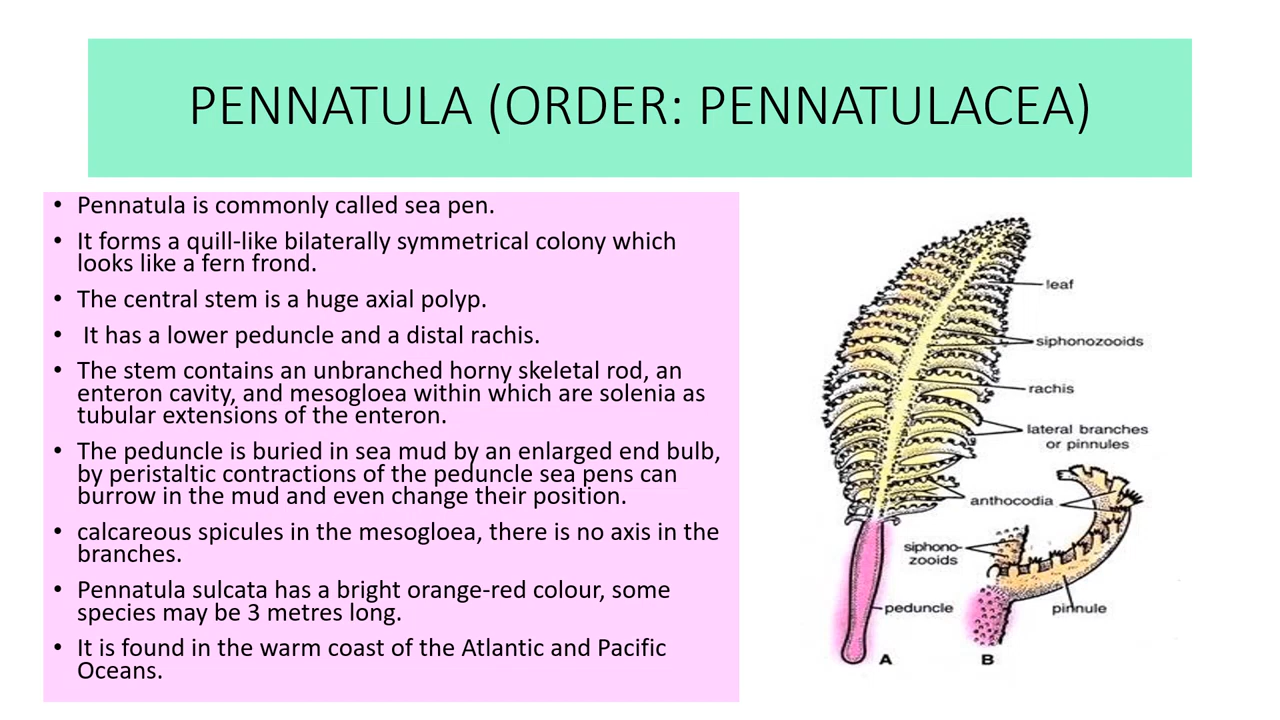 PENNATULA (ORDER: PENNATULACEA)
• Pennatula is commonly called sea pen.
• It forms a quill-like bilaterally symmetrical colony which
looks like a fern frond.
• The central stem is a huge axial polyp.
• It has a lower peduncle and a distal rachis.
• The stem contains an unbranched horny skeletal rod, an
enteron cavity, and mesogloea within which are solenia as
tubular extensions of the enteron.
• The peduncle is buried in sea mud by an enlarged end bulb,
by peristaltic contractions of the peduncle sea pens can
burrow in the mud and even change their position.
• calcareous spicules in the mesogloea, there is no axis in the
branches.
• Pennatula sulcata has a bright orange-red colour, some
species may be 3 metres long.
• It is found in the warm coast of the Atlantic and Pacific
Oceans.
leaf
siphonozooids
rachis
lateral branches
or pinnules
anthocodia
siphono-
zooids
peduncle
pinnule
A
B